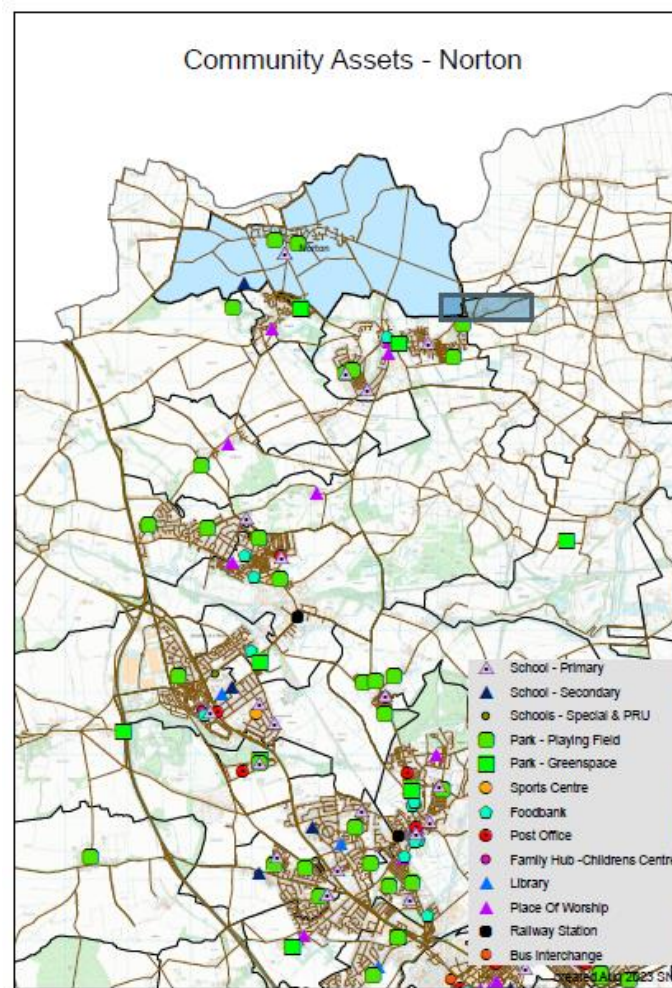 Community Assets - Norton
Norton
School - Primary
School - Secondary
Schools - Special & PRU
Park - Playing Field
Park - Greenspace
Sports Centre
Foodbank
Post Office
Family Hub -Childrens Centre
Library
Place Of Worship
Railway Station
Bus Interchange
created Aug 2023 SN